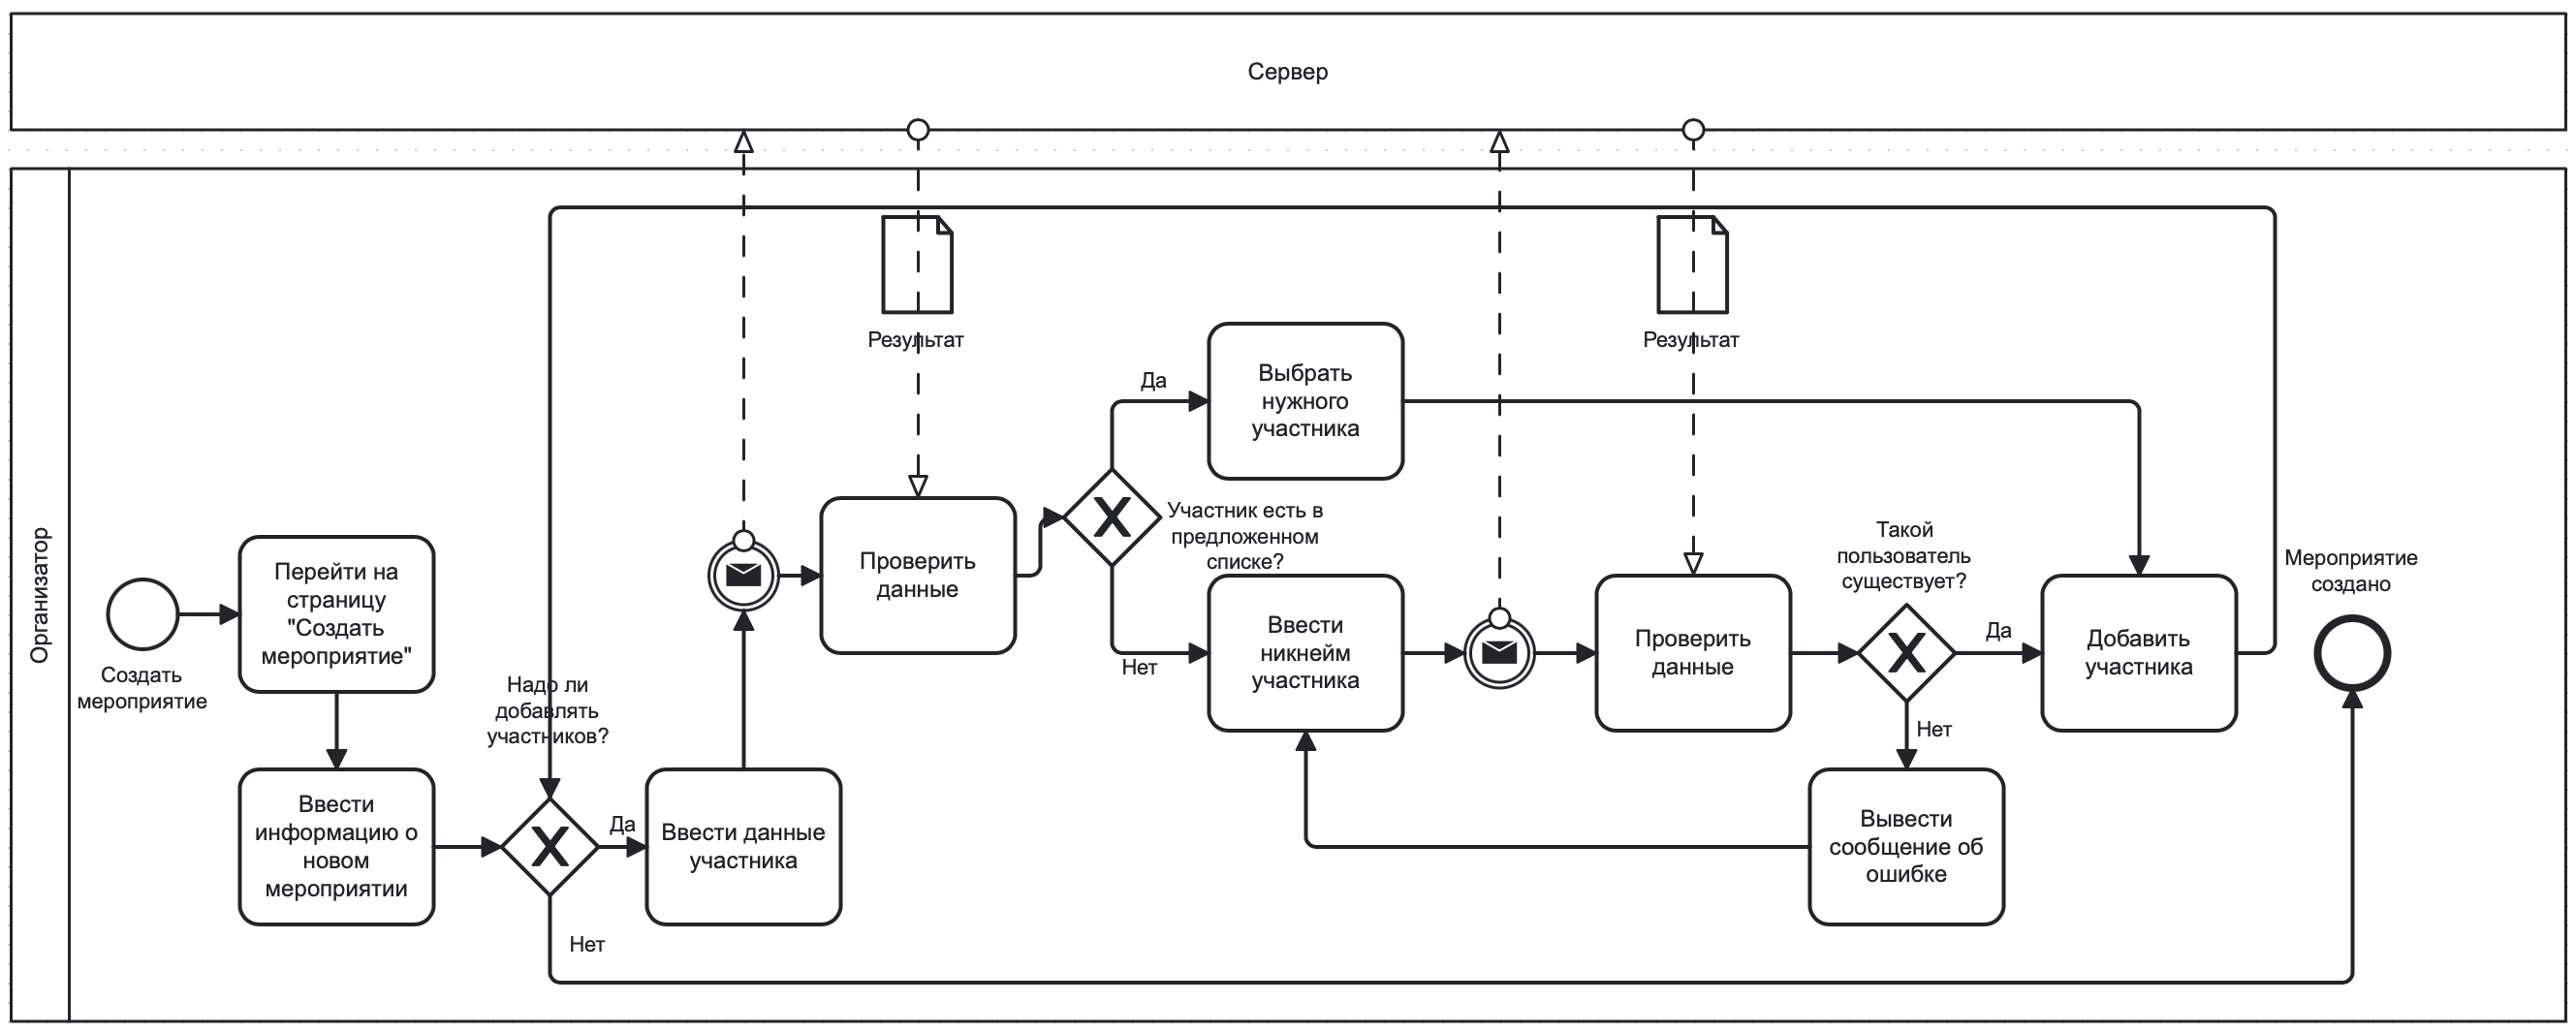 Сервер
Организатор
Создать
мероприятие
Перейти на
страницу
"Создать
мероприятие"
Ввести
информацию о
новом
мероприятии
Надо ли
добавлять
участников?
Да
Нет
Ввести данные
участника
Результат
Проверить
данные
Участник есть в
предложенном
списке?
Да
Нет
Выбрать
нужного
участника
Ввести
никнейм
участника
Результат
Проверить
данные
Такой
пользователь
существует?
Да
Нет
Вывести
сообщение об
ошибке
Добавить
участника
Мероприятие
создано